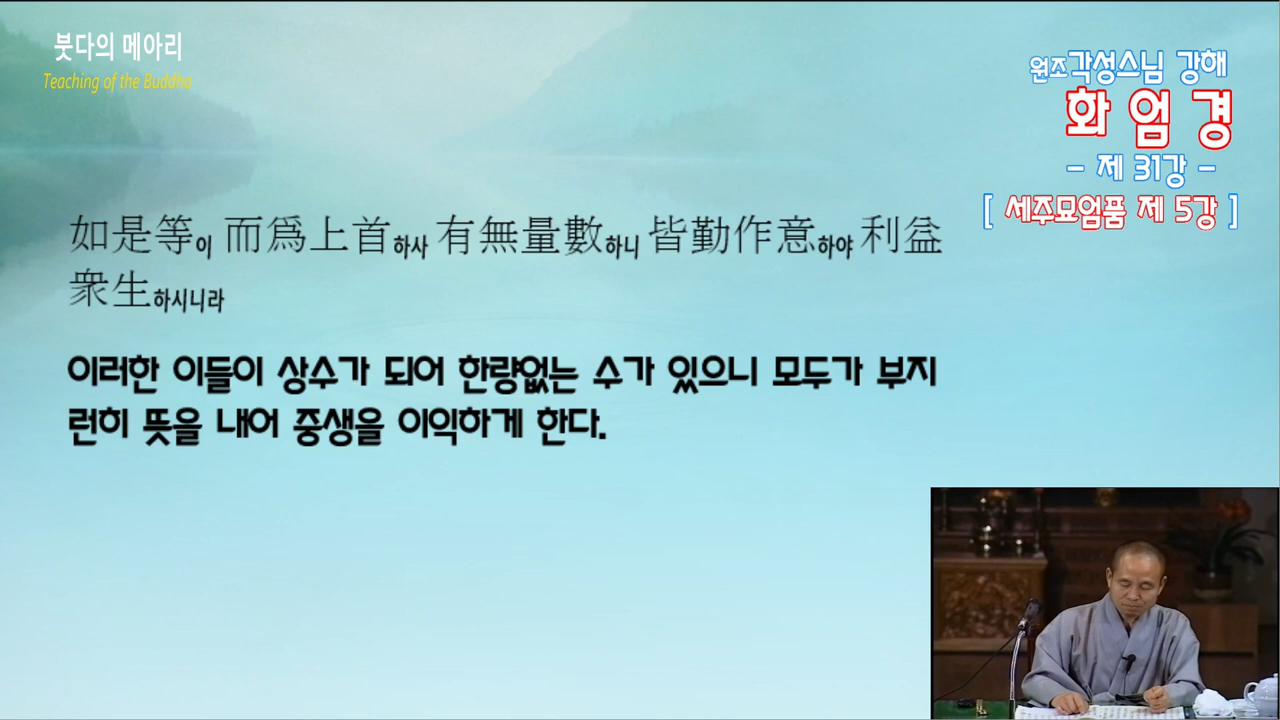 붓다의 메아리
Teaching of the Buddha
원조각성스님 강해
화엄경
- 제 31강 -
[ 세주묘엄품 제 5강 ]
如是等이 而爲上首하사 有無量數하니 皆勤作意하야 利益
衆生하시니라
이러한 이들이 상수가 되어 한량없는 수가 있으니 모두가 부지
런히 뜻을 내어 중생을 이익하게 한다.